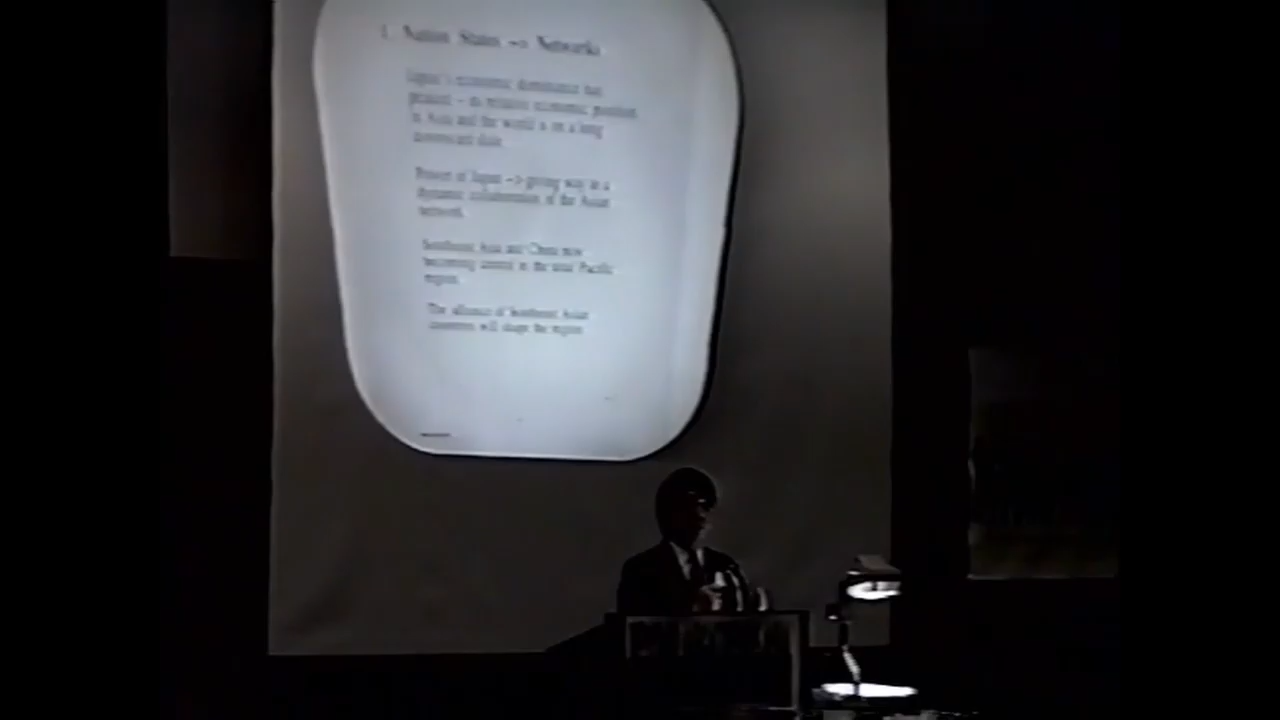 1. Nation States -> Networks
Japan's economic dominance has
peaked - its relative economic position
in Asia and the world is on a long
downward slide.
Power of Japan -> giving way to a
dynamic collaboration of the Asian
network.
Southeast Asia and China now
becoming central to the total Pacific
region.
The alliance of Southeast Asian
countries will shape the region